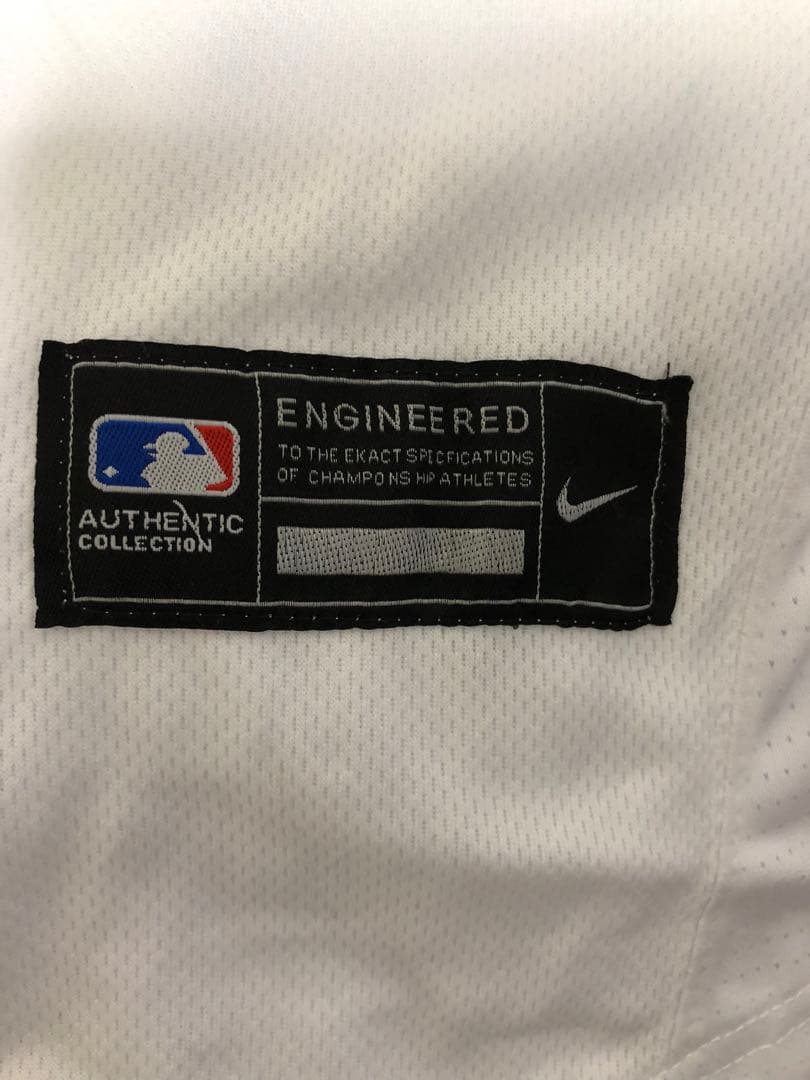 AUTHENTIC
COLLECTION
ENGINEERED
TO THE EKACT SPICFICATIONS
OF CHAMPONS HIP ATHLETES